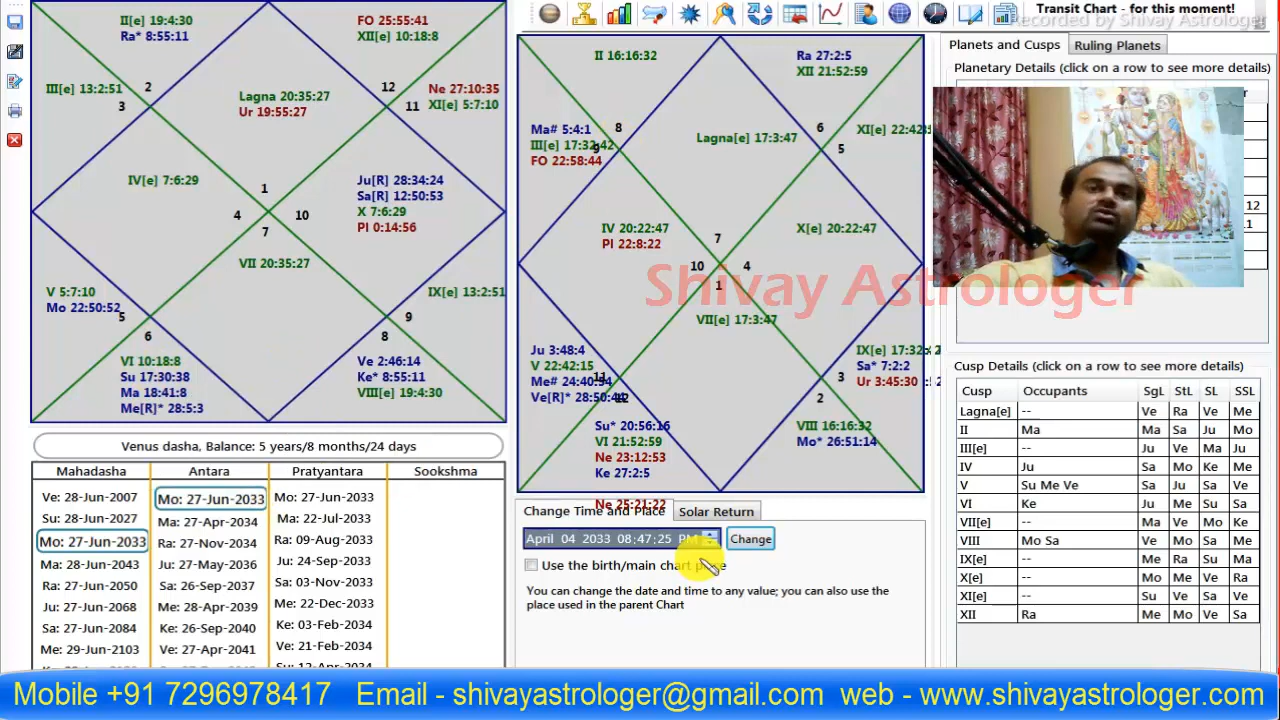 Transit Chart - for this moment!
Recorded by Shivay Astrologer
II[e] 19:4:30
Ra* 8:55:11
FO 25:55:41
XII[e] 10:18:8
III[e] 13:2:51
2
3
Lagna 20:35:27
Ur 19:55:27
12
11
Ne 27:10:35
XI[e] 5:7:10
IV[e] 7:6:29
1
4
10
7
Ju[R] 28:34:24
Sa[R] 12:50:53
X 7:6:29
Pl 0:14:56
VII 20:35:27
V 5:7:10
Mo 22:50:52
5
6
IX[e] 13:2:51
9
8
VI 10:18:8
Su 17:30:38
Ma 18:41:8
Me[R]* 28:5:3
Ve 2:46:14
Ke* 8:55:11
VIII[e] 19:4:30
Venus dasha, Balance: 5 years/8 months/24 days
Mahadasha Antara Pratyantara Sookshma
Ve: 28-Jun-2007 Mo: 27-Jun-2033 Mo: 27-Jun-2033
Su: 28-Jun-2027 Ma: 27-Apr-2034 Ma: 22-Jul-2033
Mo: 27-Jun-2033 Ra: 27-Nov-2034 Ra: 09-Aug-2033
Ma: 28-Jun-2043 Ju: 27-May-2036 Ju: 24-Sep-2033
Ra: 27-Jun-2050 Sa: 26-Sep-2037 Sa: 03-Nov-2033
Ju: 27-Jun-2068 Me: 28-Apr-2039 Me: 22-Dec-2033
Sa: 27-Jun-2084 Ke: 26-Sep-2040 Ke: 03-Feb-2034
Me: 29-Jun-2103 Ve: 27-Apr-2041 Ve: 21-Feb-2034
Su: 12-Apr-2034
II 16:16:32
Ra 27:2:5
XII 21:52:59
Ma# 5:4:1
III[e] 17:32:42
FO 22:58:44
8
9
Lagna[e] 17:3:47
6
5
XI[e] 22:42:
IV 20:22:47
Pl 22:8:22
X[e] 20:22:47
7
10
4
1
VII[e] 17:3:47
Shivay Astrologer
Ju 3:48:4
V 22:42:15
Me# 24:40:54
Ve[R]* 28:50:44
11
12
IX[e] 17:32:
Sa* 7:2:2
Ur 3:45:30
3
2
Su* 20:56:16
VI 21:52:59
Ne 23:12:53
Ke 27:2:5
VIII 16:16:32
Mo* 26:51:14
Ne 25:21:22
Change Time and Place Solar Return
April 04 2033 08:47:25 PM Change
Use the birth/main chart place
You can change the date and time to any value; you can also use the
place used in the parent Chart
Planets and Cusps Ruling Planets
Planetary Details (click on a row to see more details)
12
Cusp Details (click on a row to see more details)
Cusp Occupants SgL StL SL SSL
Lagna[e] -- Ve Ra Ve Me
II Ma Ma Sa Ju Mo
III[e] -- Ju Ve Ma Ju
IV Ju Sa Mo Ke Me
V Su Me Ve Sa Ju Sa Ve
VI Ke Ju Me Su Sa
VII[e] -- Ma Ve Mo Ke
VIII Mo Sa Ve Mo Sa Me
IX[e] -- Me Ra Su Ma
X[e] -- Mo Me Ve Ra
XI[e] -- Su Ve Sa Ve
XII Ra Me Mo Ve Sa
Mobile +91 7296978417 Email - shivayastrologer@gmail.com web - www.shivayastrologer.com